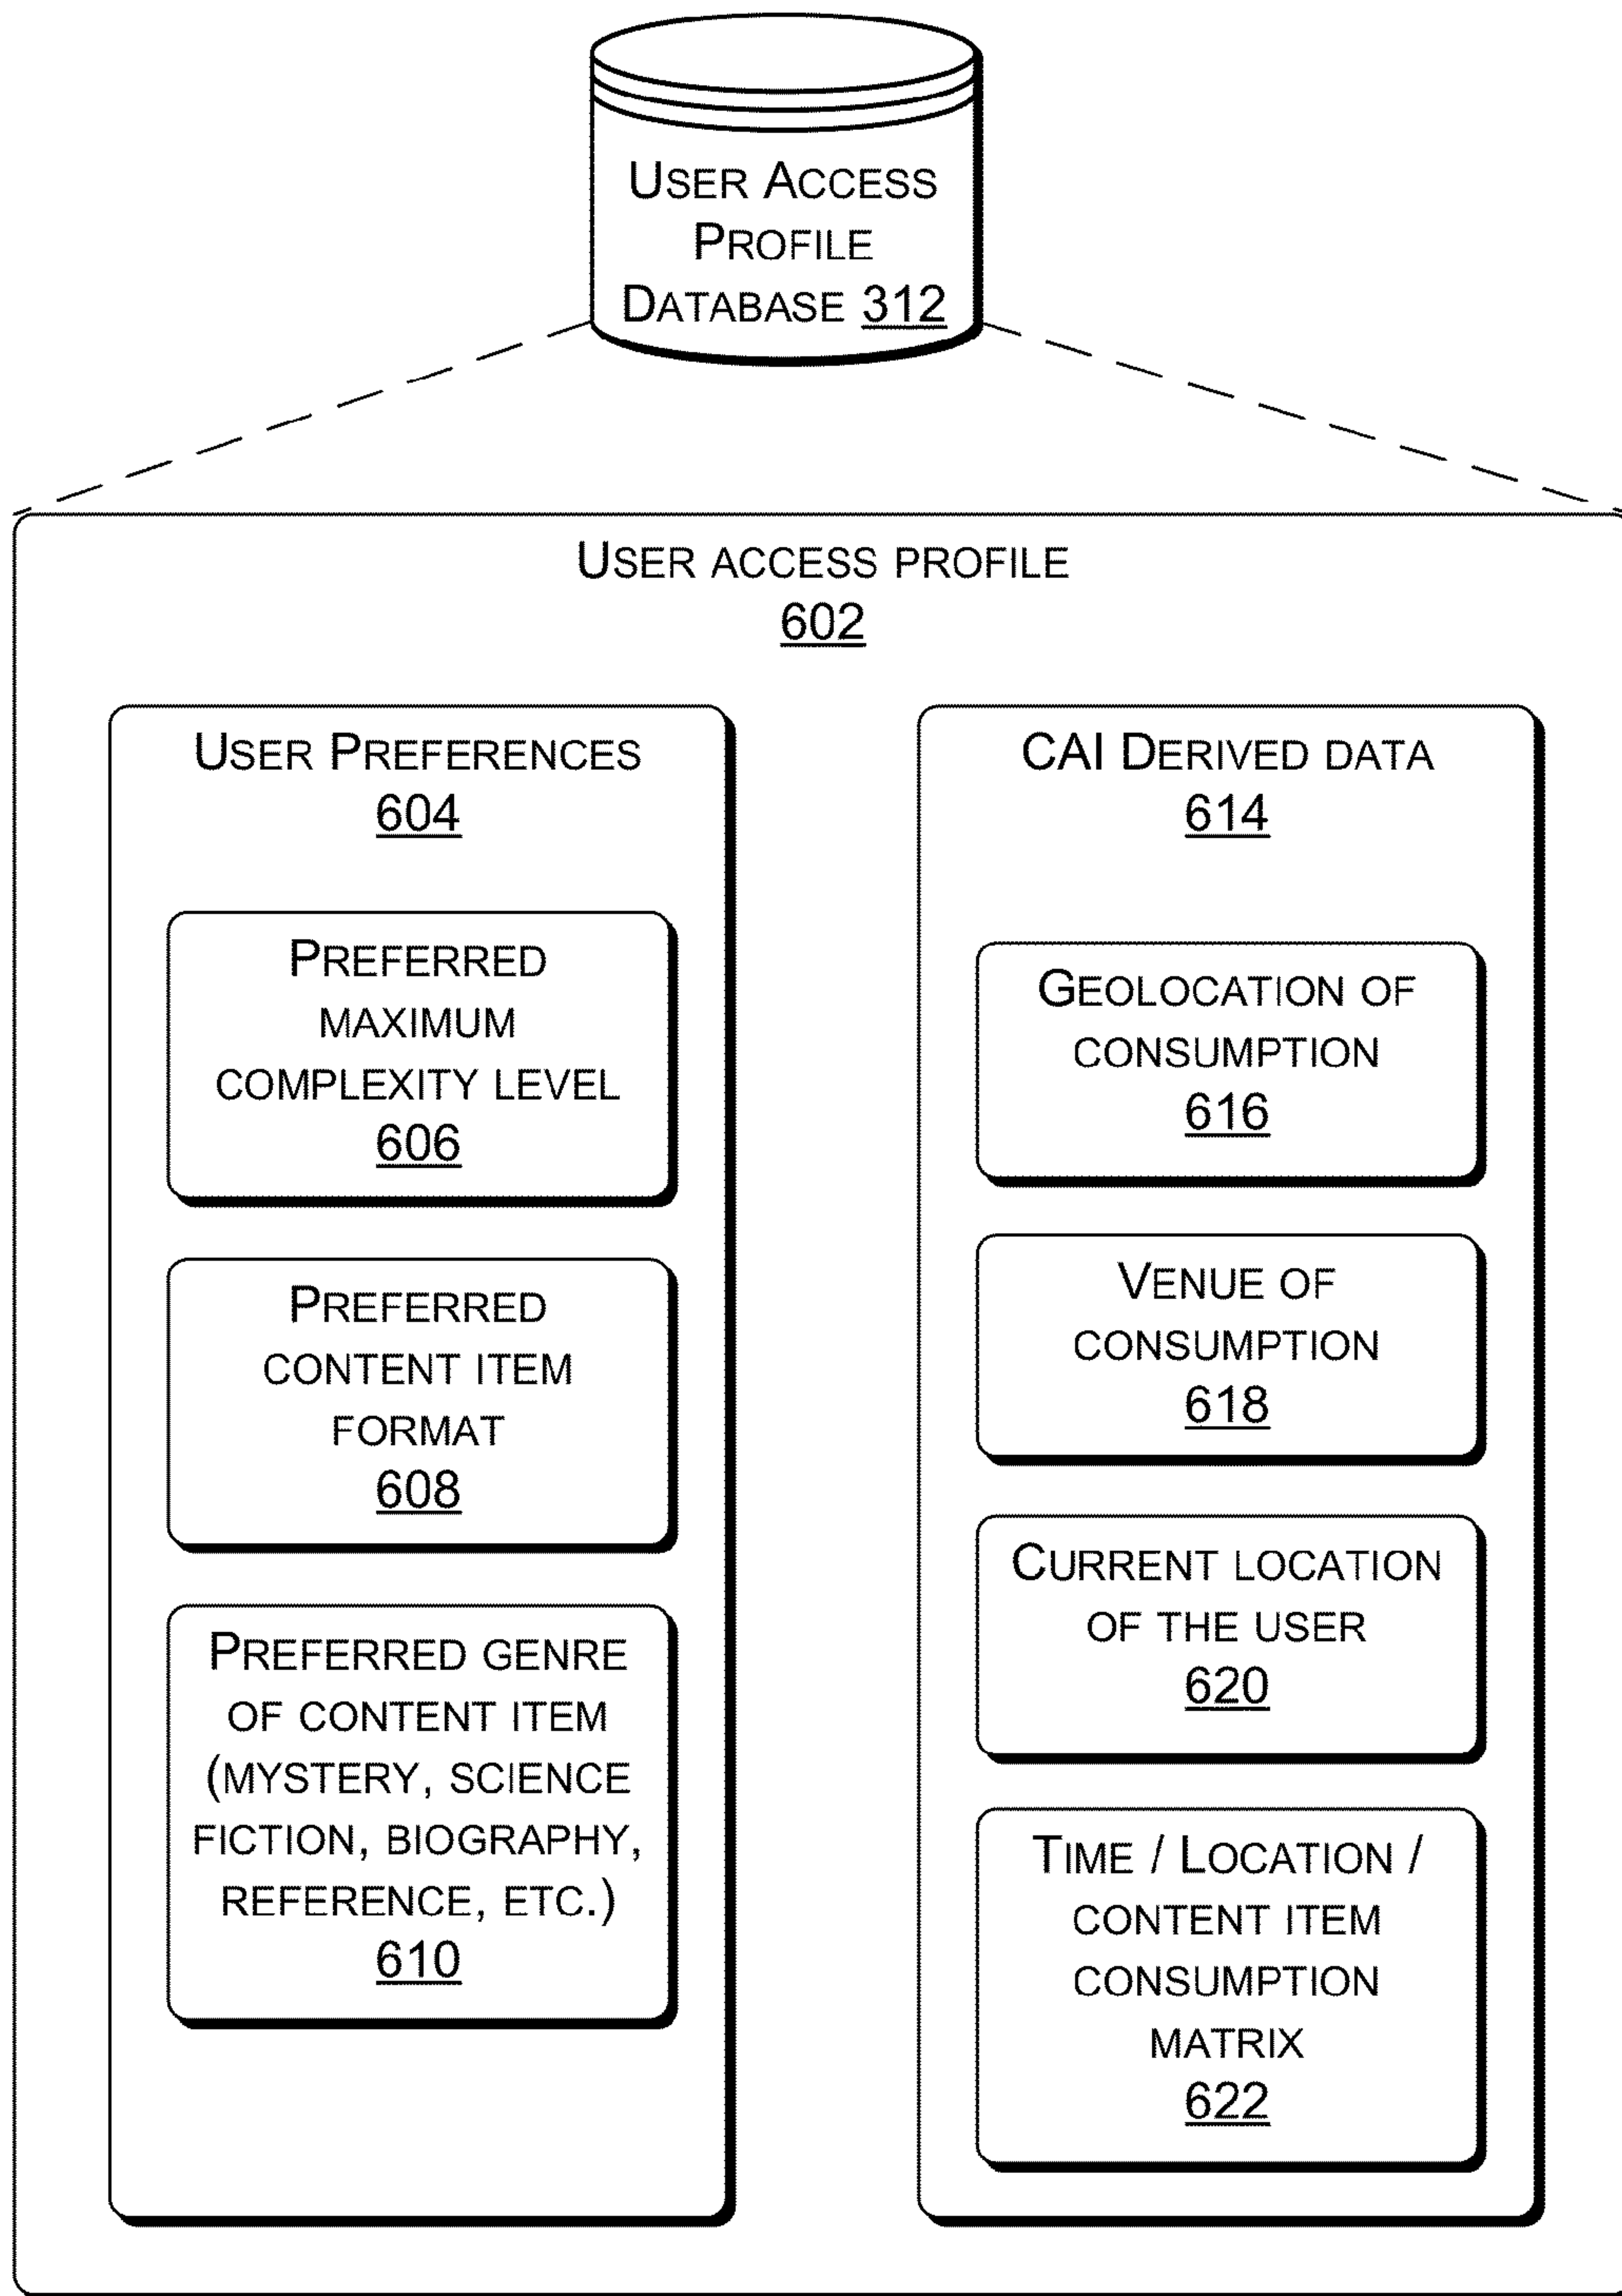 User Access
Profile
Database 312
User access profile
602
User Preferences
604
Preferred
maximum
complexity level
606
Preferred
content item
format
608
Preferred genre
of content item
(mystery, science
fiction, biography,
reference, etc.)
610
CAI Derived data
614
Geolocation of
consumption
616
Venue of
consumption
618
Current location
of the user
620
Time / Location /
content item
consumption
matrix
622